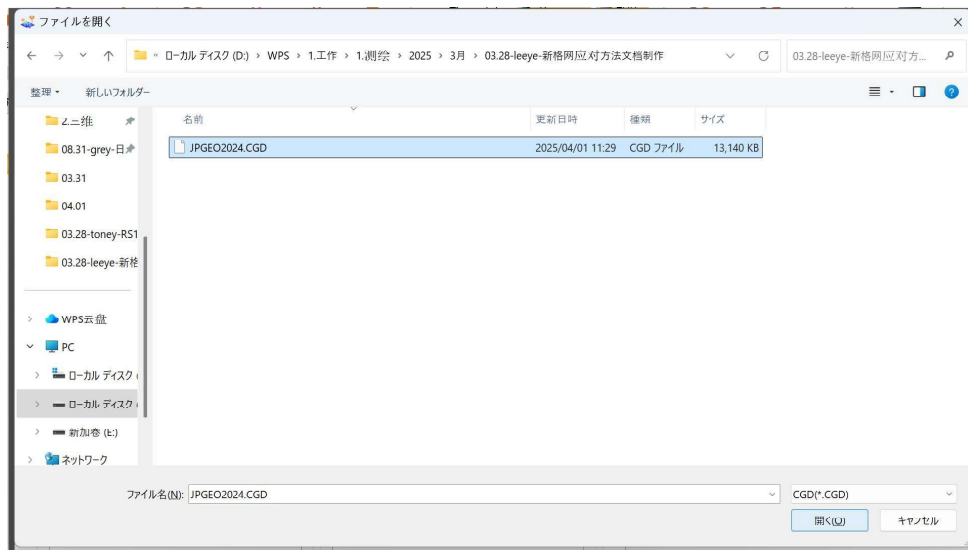 ファイルを開く
« ローカル ディスク (D:) › WPS › 1.工作 › 1.测绘 › 2025 › 3月 › 03.28-leeye-新格网应对方法文档制作
03.28-leeye-新格网应对方...
整理
新しいフォルダー
2.三维
08.31-grey-日
03.31
04.01
03.28-toney-RS1
03.28-leeye-新格
WPS云盘
PC
ローカル ディスク (
ローカル ディスク (
新加卷 (E:)
ネットワーク
名前 更新日時 種類 サイズ
JPGEO2024.CGD 2025/04/01 11:29 CGD ファイル 13,140 KB
ファイル名(N): JPGEO2024.CGD CGD(*.CGD)
開く(O) キャンセル